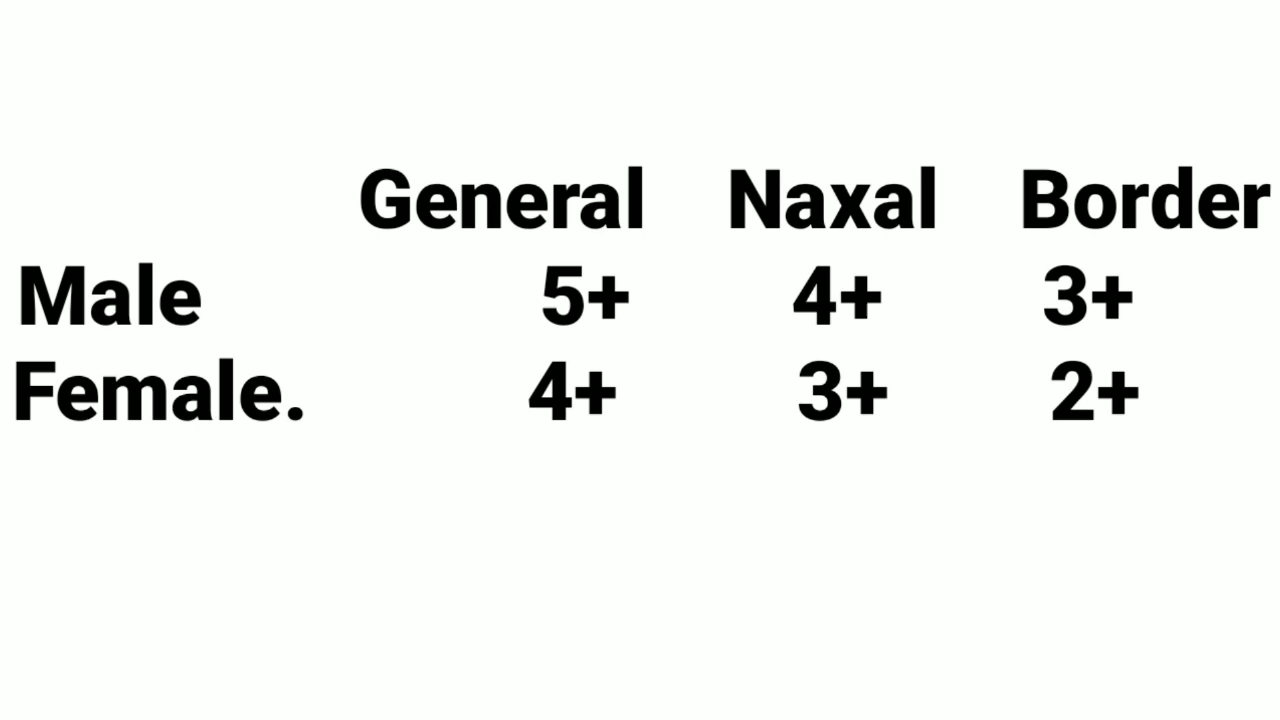 General Naxal Border
Male 5+ 4+ 3+
Female. 4+ 3+ 2+